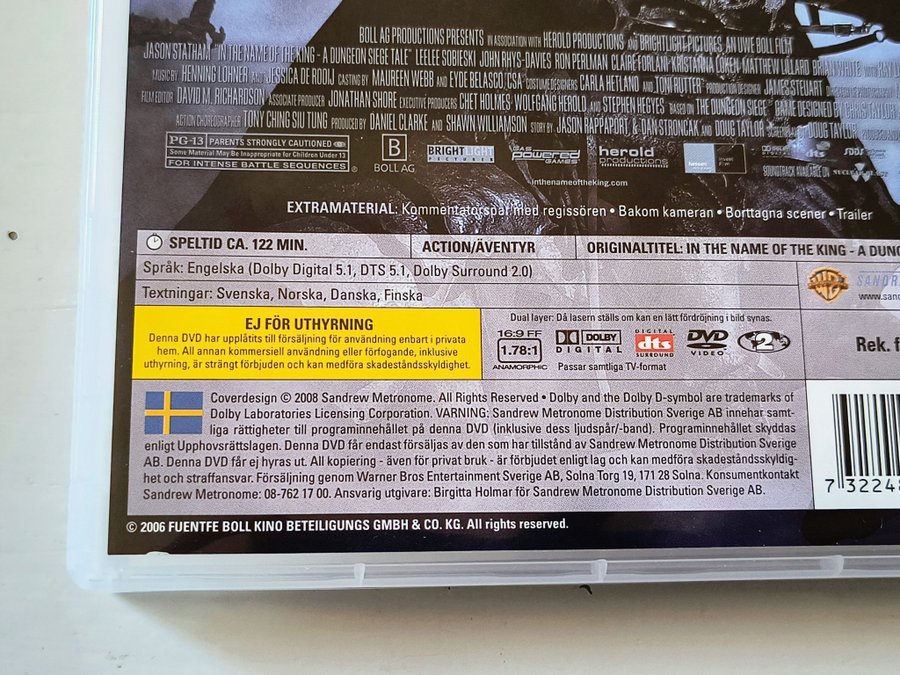 BOLL AG PRODUCTIONS PRESENTS IN ASSOCIATION WITH HEROLD PRODUCTIONS AND BRIGHTLIGHT PICTURES AN UWE BOLL FILM
JASON STATHAM "IN THE NAME OF THE KING - A DUNGEON SIEGE TALE" LEELEE SOBIESKI JOHN RHYS-DAVIES RON PERLMAN CLAIRE FORLANI KRISTANNA LOKEN MATTHEW LILLARD BRIAN WHITE
MUSIC BY HENNING LOHNER AND JESSICA DE ROOIJ CASTING BY MAUREEN WEBB AND EYDE BELASCO, CSA COSTUME DESIGNERS CARLA HETLAND AND TOM POTTER PRODUCTION DESIGNER JAMES STEUART
FILM EDITOR DAVID M. RICHARDSON ASSOCIATE PRODUCER JONATHAN SHORE EXECUTIVE PRODUCERS CHET HOLMES WOLFGANG HEROLD AND STEPHEN HEGYES BASED ON THE DUNGEON SIEGE GAME DESIGNED BY CHRIS TAYLOR
ACTION CHOREOGRAPHER TONY CHING SIU TUNG PRODUCED BY DANIEL CLARKE AND SHAWN WILLIAMSON STORY BY JASON RAPPAPORT & DAN STRONCAK AND DOUG TAYLOR DOUG TAYLOR
PG-13 PARENTS STRONGLY CAUTIONED
Some Material May Be Inappropriate for Children Under 13
FOR INTENSE BATTLE SEQUENCES
B
BOLL AG
BRIGHTLIGHT
PICTURES
GAS
powered
GAMES
herold
productions
dts
SDDS
SOUNDTRACK AVAILABLE ON
inthenameoftheking.com
EXTRAMATERIAL: Kommentatorspår med regissören • Bakom kameran • Borttagna scener • Trailer
SPELTID CA. 122 MIN.
ACTION/ÄVENTYR
ORIGINALTITEL: IN THE NAME OF THE KING - A DUNG
Språk: Engelska (Dolby Digital 5.1, DTS 5.1, Dolby Surround 2.0)
Textningar: Svenska, Norska, Danska, Finska
WB
SANDR
www.san
EJ FÖR UTHYRNING
Denna DVD har upplåtits till försäljning för användning enbart i privata
hem. All annan kommersiell användning eller förfogande, inklusive
uthyrning, är strängt förbjuden och kan medföra skadeståndsskyldighet.
Dual layer: Då lasern ställs om kan en lätt fördröjning i bild synas.
16:9 FF
1.78:1
ANAMORPHIC
DOLBY
DIGITAL
DIGITAL
dts
SURROUND
DVD
VIDEO
2
Passar samtliga TV-format
Rek. f
Coverdesign © 2008 Sandrew Metronome. All Rights Reserved • Dolby and the Dolby D-symbol are trademarks of
Dolby Laboratories Licensing Corporation. VARNING: Sandrew Metronome Distribution Sverige AB innehar samt-
liga rättigheter till programinnehållet på denna DVD (inklusive dess ljudspår/-band). Programinnehållet skyddas
enligt Upphovsrättslagen. Denna DVD får endast försäljas av den som har tillstånd av Sandrew Metronome Distribution Sverige
AB. Denna DVD får ej hyras ut. All kopiering - även för privat bruk - är förbjudet enligt lag och kan medföra skadeståndsskyldig-
het och straffansvar. Försäljning genom Warner Bros Entertainment Sverige AB, Solna Torg 19, 171 28 Solna. Konsumentkontakt
Sandrew Metronome: 08-762 17 00. Ansvarig utgivare: Birgitta Holmar för Sandrew Metronome Distribution Sverige AB.
7 32248
© 2006 FUENTFE BOLL KINO BETEILIGUNGS GMBH & CO. KG. All rights reserved.